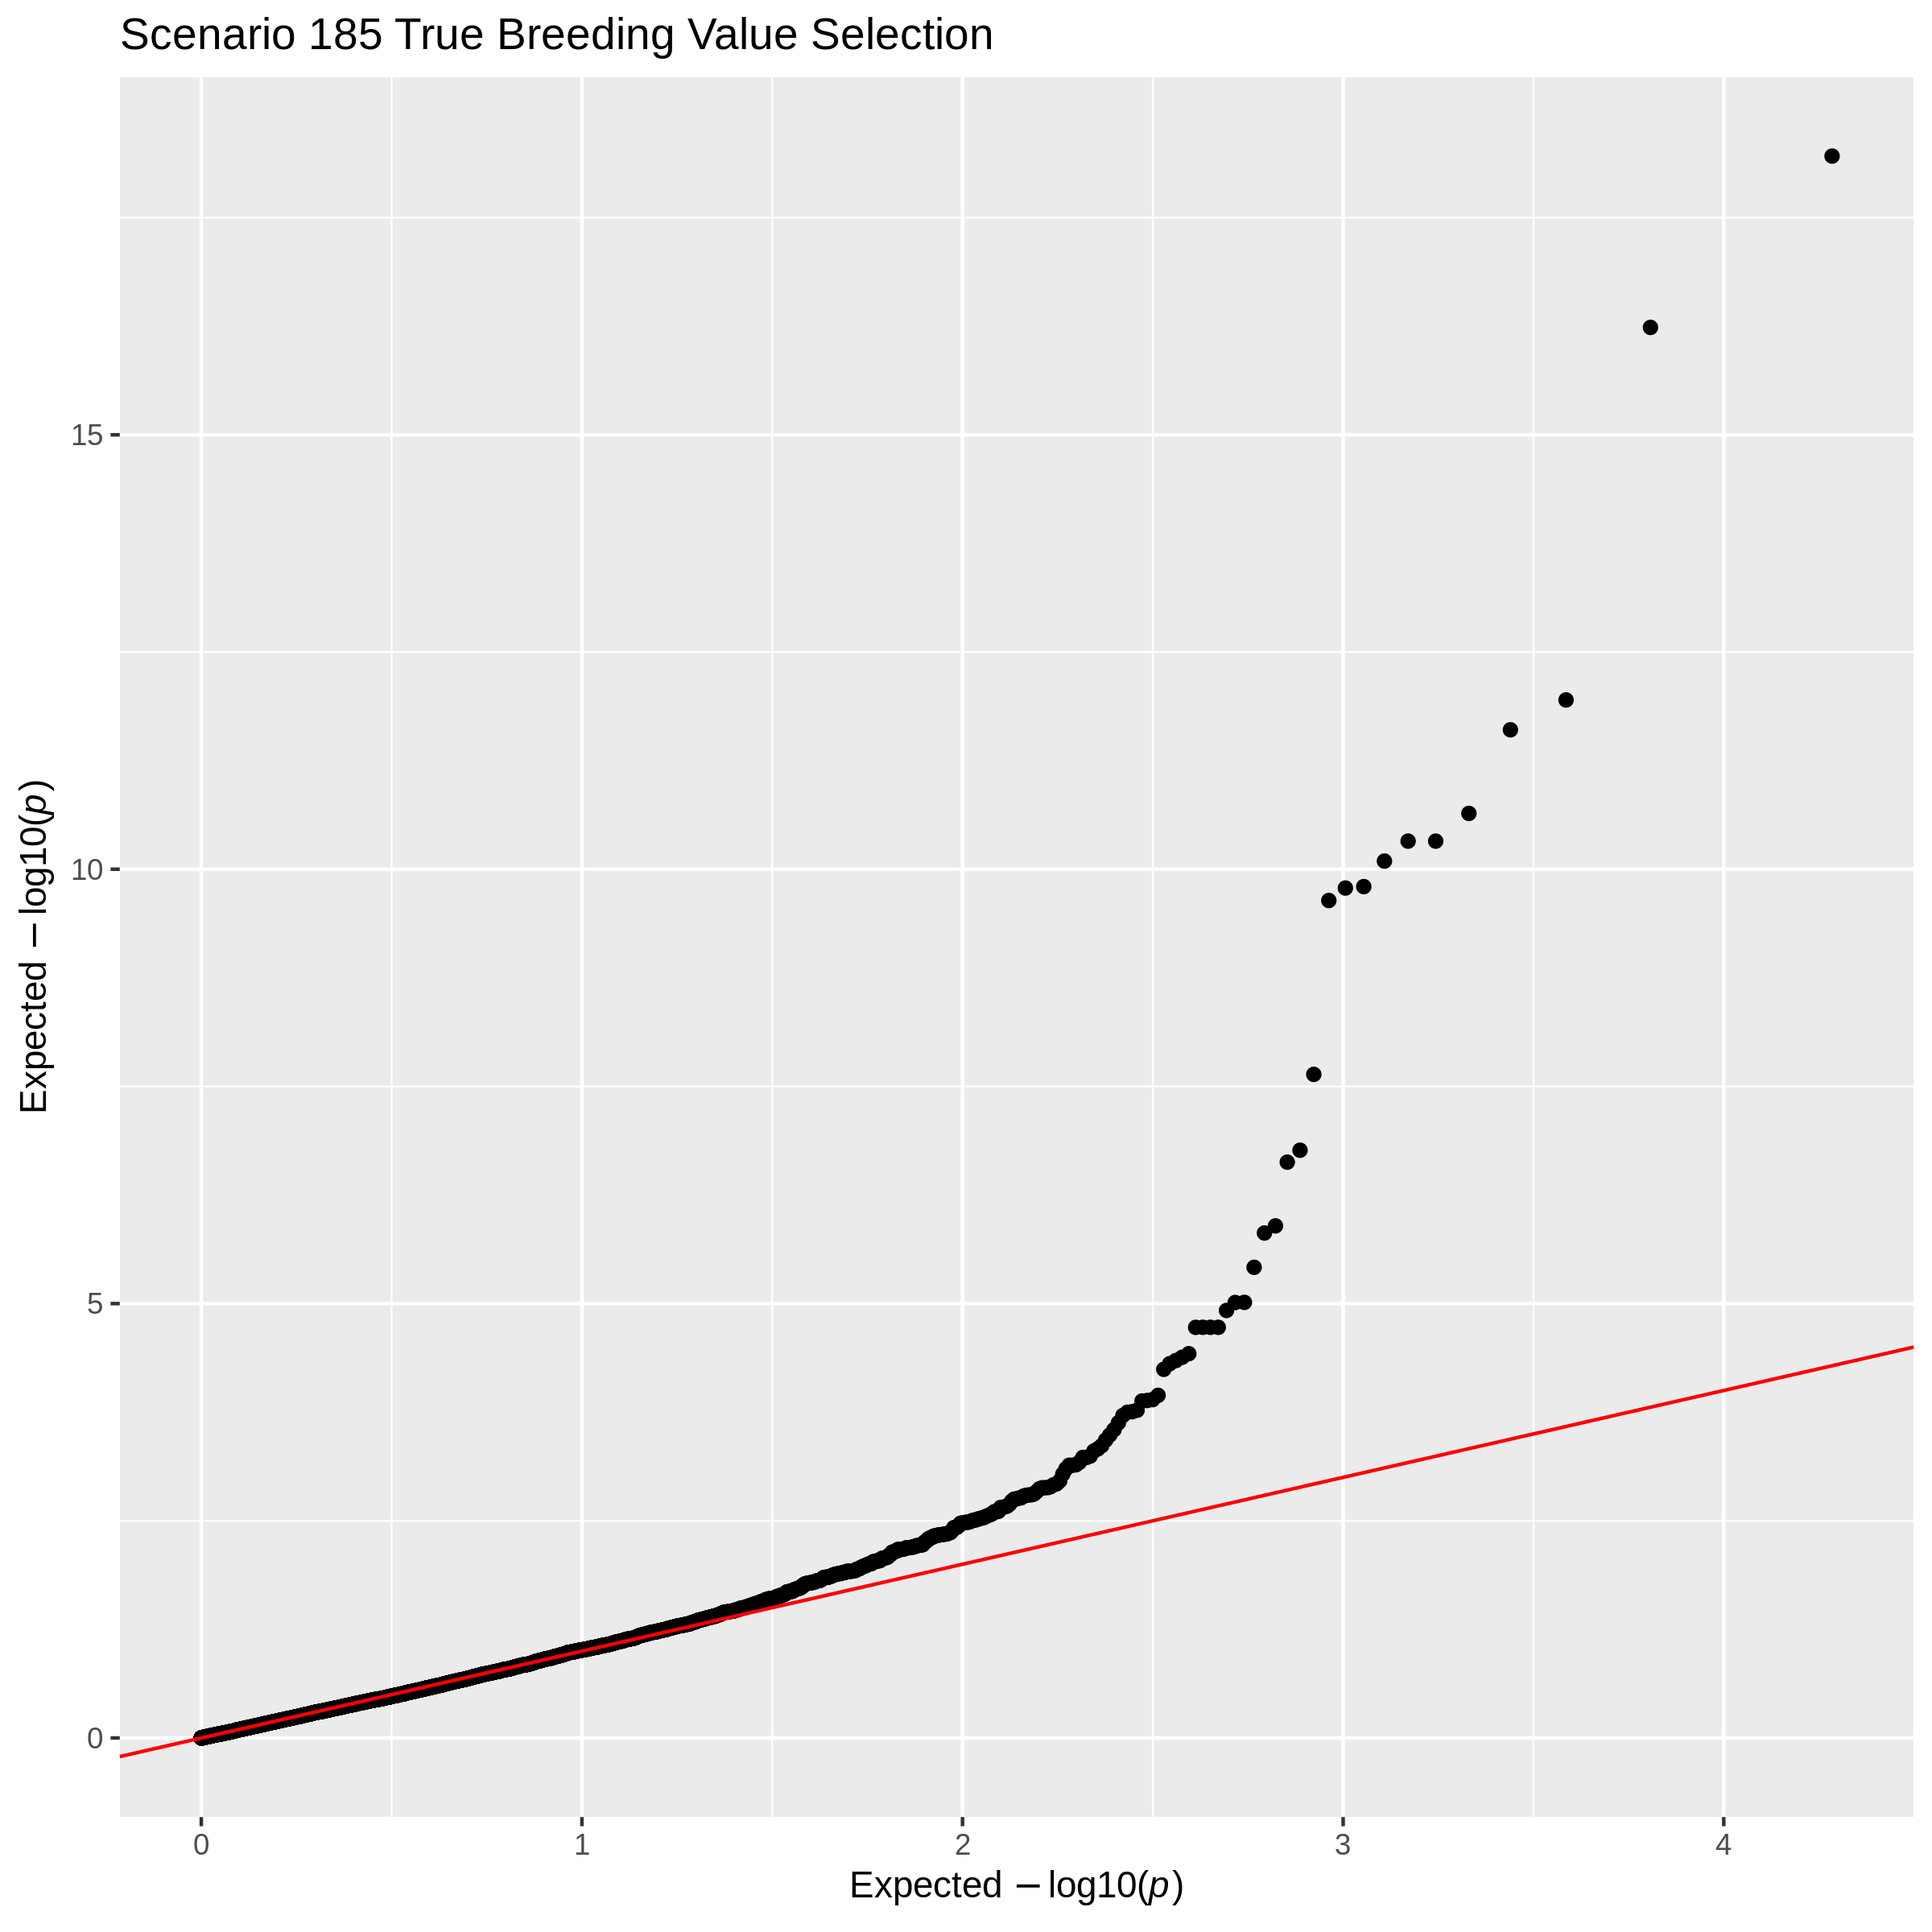 Scenario 185 True Breeding Value Selection
Expected −log10(p)
15
10
5
0
0 1 2 3 4
Expected −log10(p)